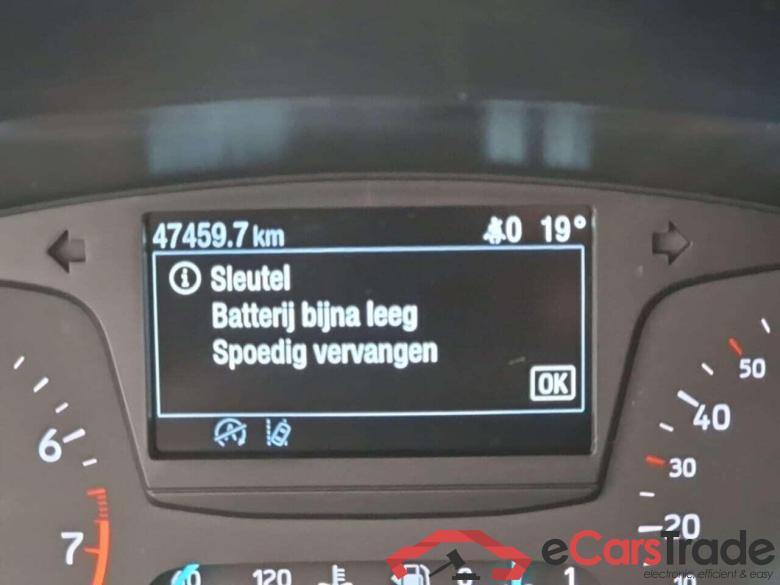 47459.7 km 0 19°
Sleutel
Batterij bijna leeg
Spoedig vervangen
OK
50
40
6
30
20
7
120
1
eCarsTrade
electronic, efficient & easy